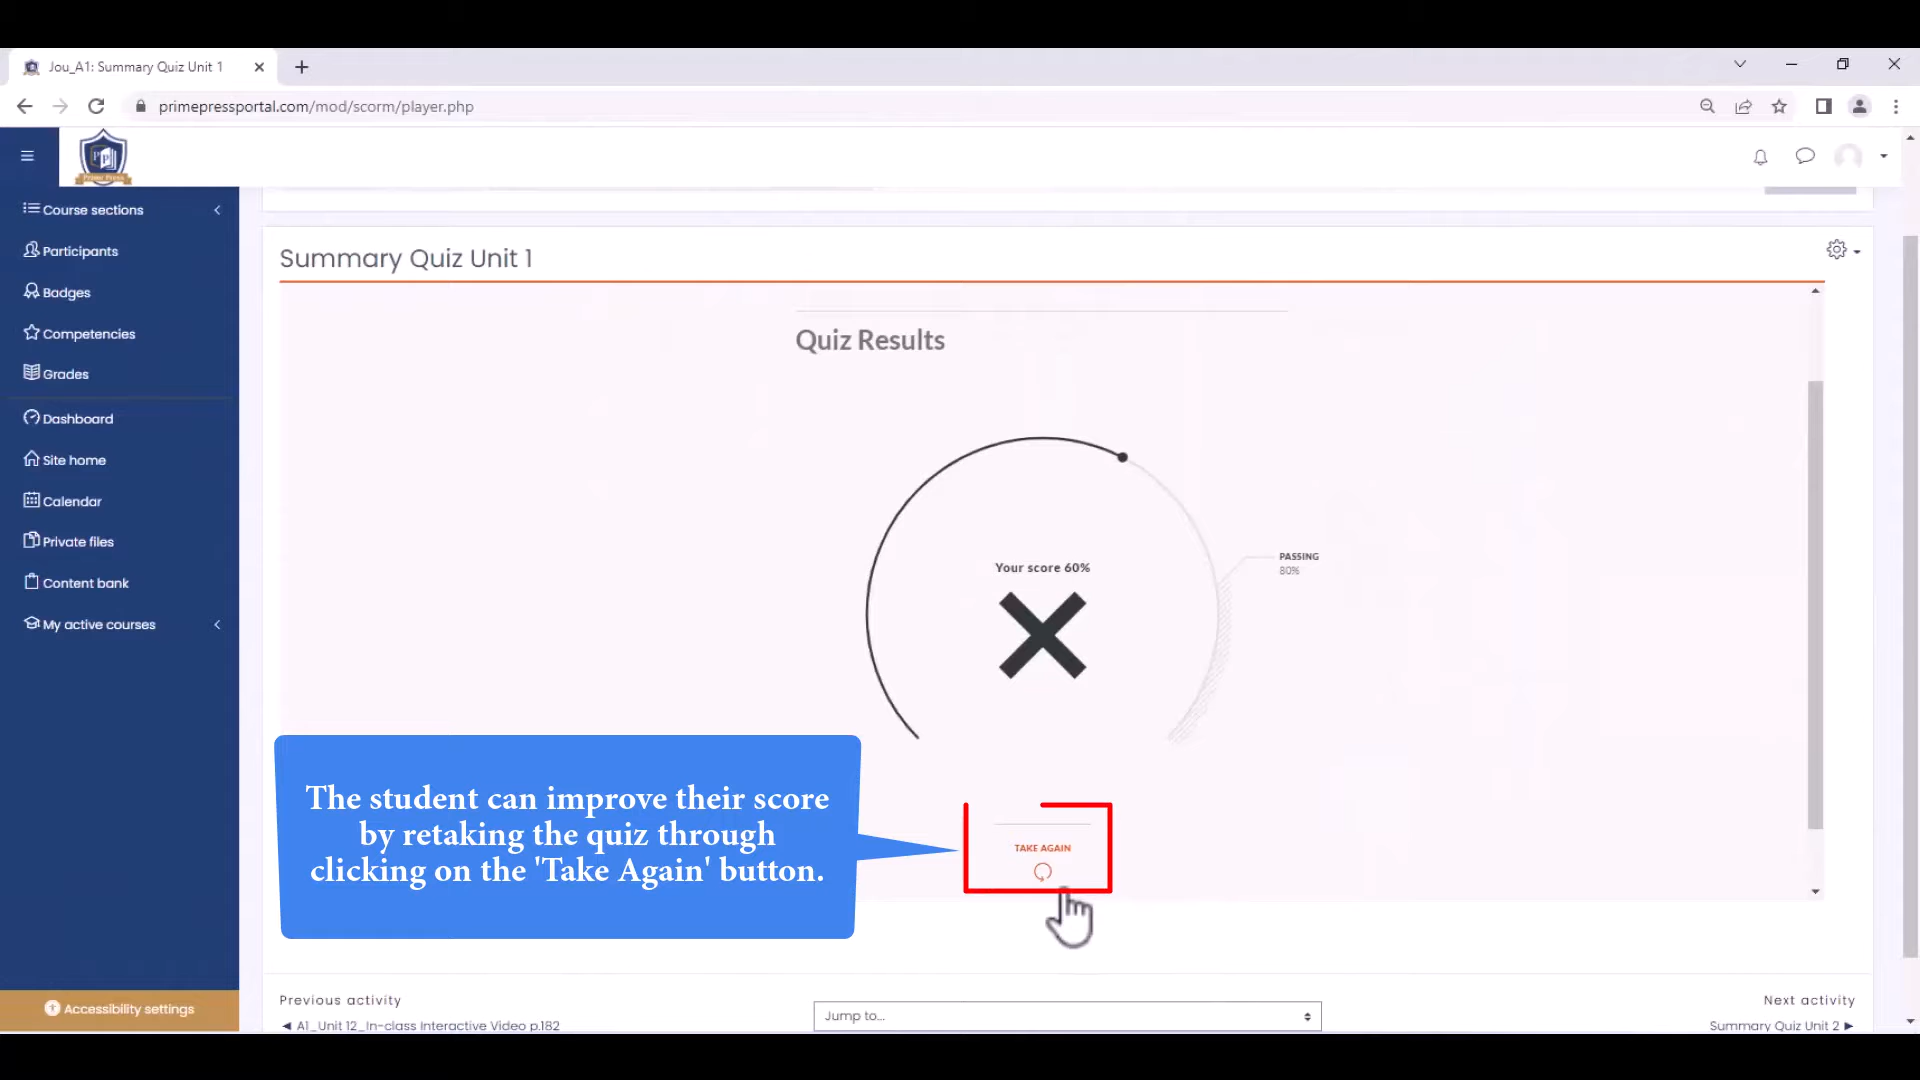 Jou_A1: Summary Quiz Unit 1
primepressportal.com/mod/scorm/player.php
Prime Press
Course sections
Participants
Badges
Competencies
Grades
Dashboard
Site home
Calendar
Private files
Content bank
My active courses
Accessibility settings
Summary Quiz Unit 1
Quiz Results
Your score 60%
PASSING
80%
The student can improve their score
by retaking the quiz through
clicking on the 'Take Again' button.
TAKE AGAIN
Previous activity
◄ A1_Unit 12_In-class Interactive Video p.182
Jump to...
Next activity
Summary Quiz Unit 2 ►